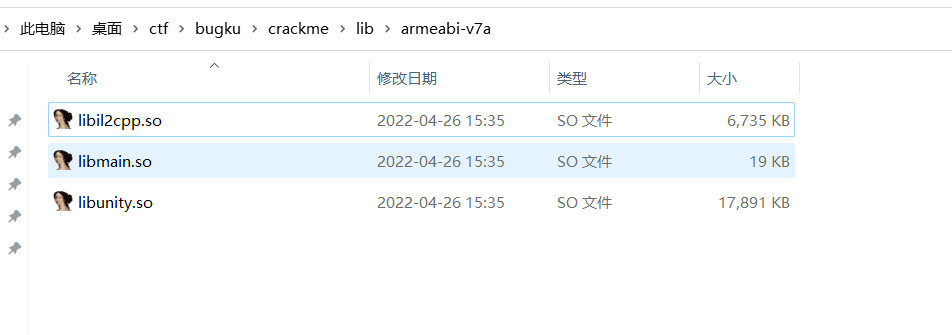 此电脑 > 桌面 > ctf > bugku > crackme > lib > armeabi-v7a
名称 修改日期 类型 大小
libil2cpp.so 2022-04-26 15:35 SO 文件 6,735 KB
libmain.so 2022-04-26 15:35 SO 文件 19 KB
libunity.so 2022-04-26 15:35 SO 文件 17,891 KB